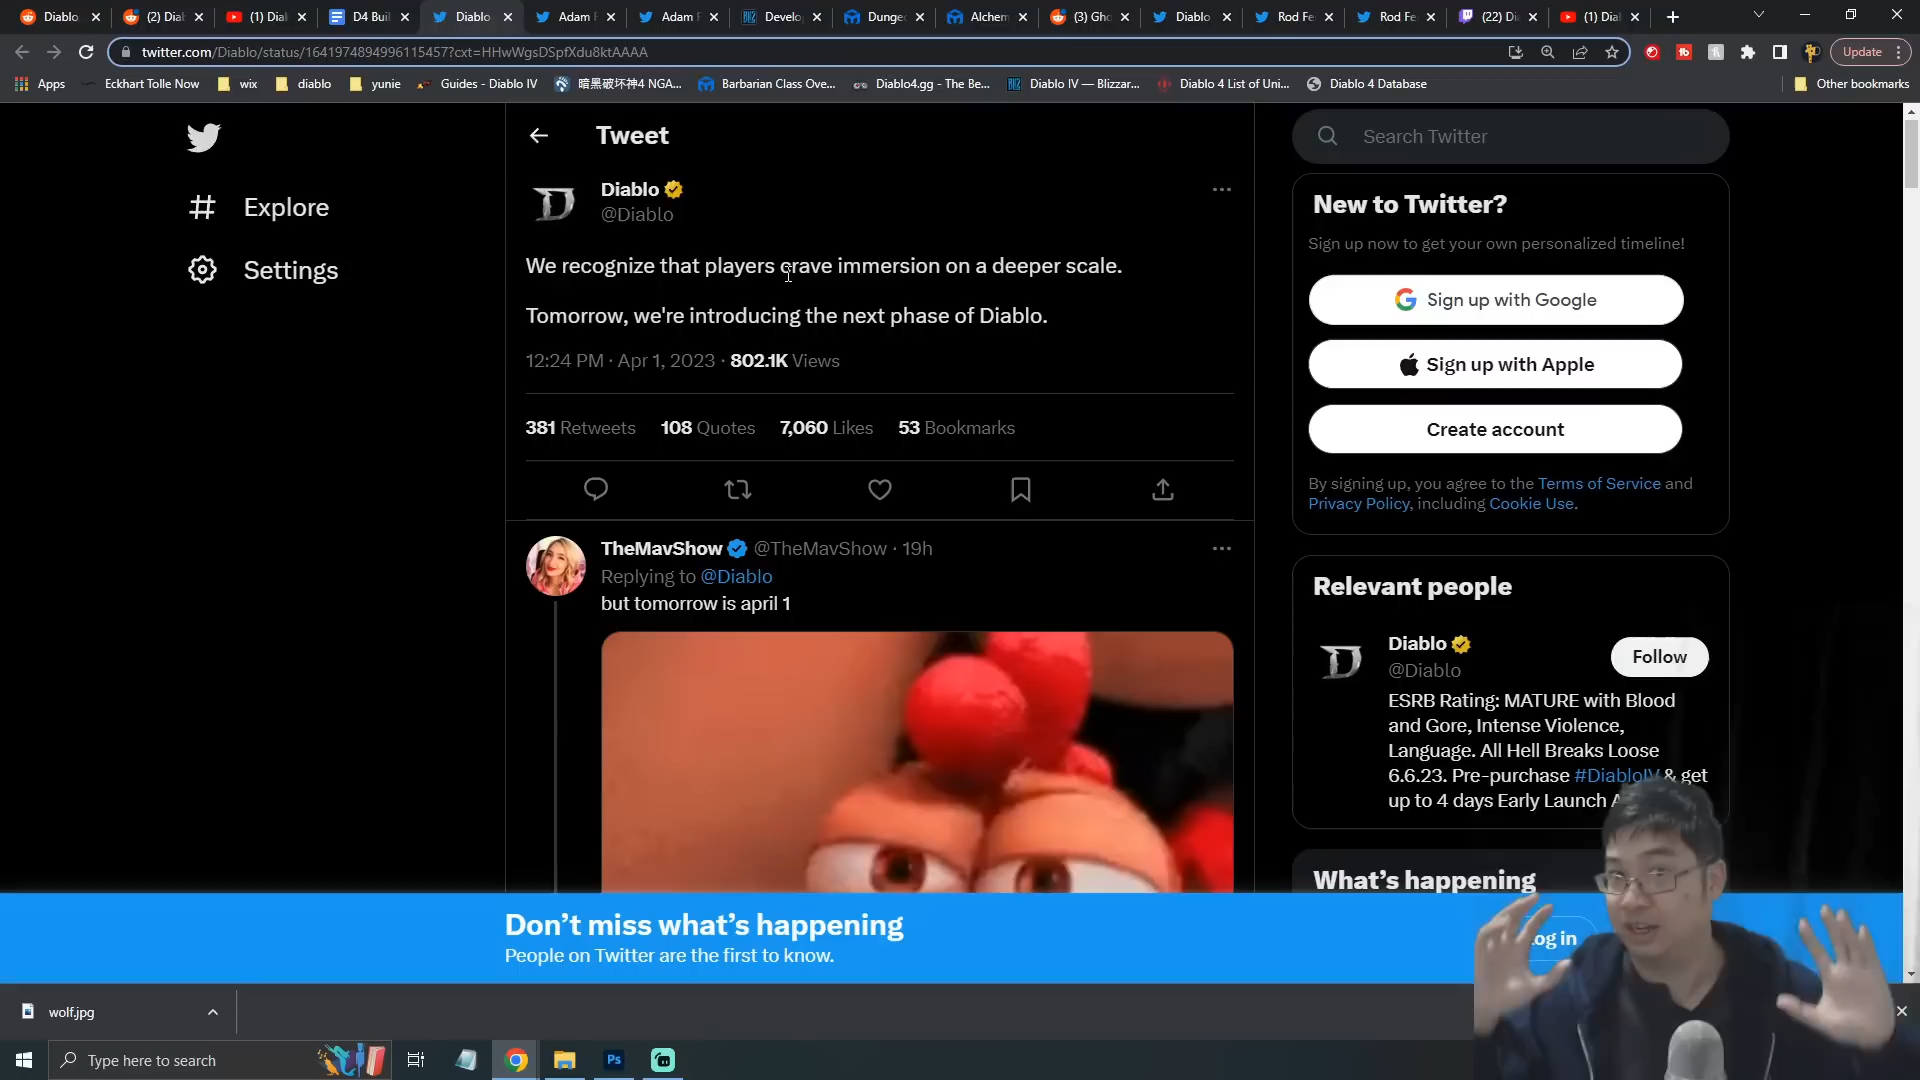 Diablo
(2) Dial
(1) Dial
D4 Buil
Diablo
Adam F
Adam F
Develo
Dunge
Alchem
(3) Gho
Diablo
Rod Fe
Rod Fe
(22) Di
(1) Dial
twitter.com/Diablo/status/1641974894996115457?cxt=HHwWgsDSpfXdu8ktAAAA
Update
Apps
Eckhart Tolle Now
wix
diablo
yunie
Guides - Diablo IV
暗黑破坏神4 NGA...
Barbarian Class Ove...
Diablo4.gg - The Be...
Diablo IV — Blizzar...
Diablo 4 List of Uni...
Diablo 4 Database
Other bookmarks
Explore
Settings
Tweet
Diablo
@Diablo
We recognize that players crave immersion on a deeper scale.
Tomorrow, we're introducing the next phase of Diablo.
12:24 PM · Apr 1, 2023 · 802.1K Views
381 Retweets 108 Quotes 7,060 Likes 53 Bookmarks
TheMavShow @TheMavShow · 19h
Replying to @Diablo
but tomorrow is april 1
Search Twitter
New to Twitter?
Sign up now to get your own personalized timeline!
Sign up with Google
Sign up with Apple
Create account
By signing up, you agree to the Terms of Service and
Privacy Policy, including Cookie Use.
Relevant people
Diablo
@Diablo
Follow
ESRB Rating: MATURE with Blood
and Gore, Intense Violence,
Language. All Hell Breaks Loose
6.6.23. Pre-purchase #DiabloIV & get
up to 4 days Early Launch
What's happening
Don't miss what's happening
People on Twitter are the first to know.
Log in
wolf.jpg
Type here to search
Ps